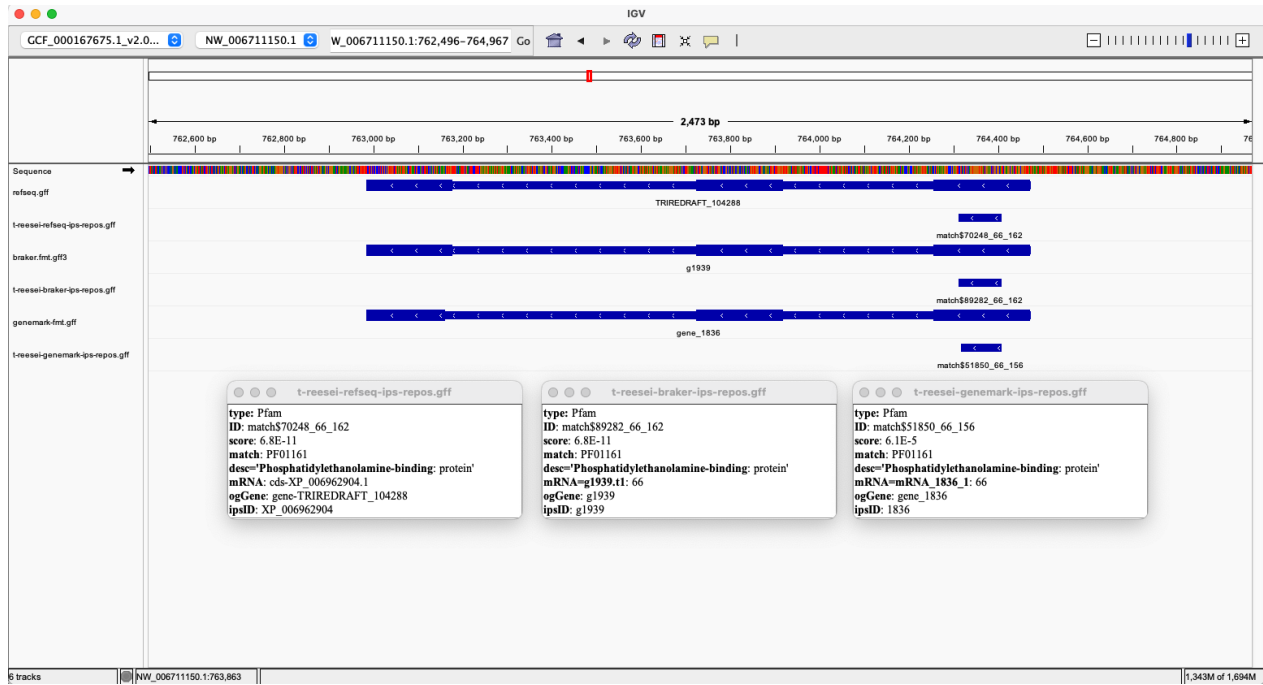 IGV
GCF_000167675.1_v2.0... NW_006711150.1 W_006711150.1:762,496-764,967 Go
2,473 bp
762,600 bp 762,800 bp 763,000 bp 763,200 bp 763,400 bp 763,600 bp 763,800 bp 764,000 bp 764,200 bp 764,400 bp 764,600 bp 764,800 bp 76
Sequence
refseq.gff
TRIREDRAFT_104288
t-reesei-refseq-ips-repos.gff
match$70248_66_162
braker.fmt.gff3
g1939
t-reesei-braker-ips-repos.gff
match$89282_66_162
genemark-fmt.gff
gene_1836
t-reesei-genemark-ips-repos.gff
match$51850_66_156
t-reesei-refseq-ips-repos.gff
type: Pfam
ID: match$70248_66_162
score: 6.8E-11
match: PF01161
desc='Phosphatidylethanolamine-binding: protein'
mRNA: cds-XP_006962904.1
ogGene: gene-TRIREDRAFT_104288
ipsID: XP_006962904
t-reesei-braker-ips-repos.gff
type: Pfam
ID: match$89282_66_162
score: 6.8E-11
match: PF01161
desc='Phosphatidylethanolamine-binding: protein'
mRNA=g1939.t1: 66
ogGene: g1939
ipsID: g1939
t-reesei-genemark-ips-repos.gff
type: Pfam
ID: match$51850_66_156
score: 6.1E-5
match: PF01161
desc='Phosphatidylethanolamine-binding: protein'
mRNA=mRNA_1836_1: 66
ogGene: gene_1836
ipsID: 1836
6 tracks NW_006711150.1:763,863 1,343M of 1,694M